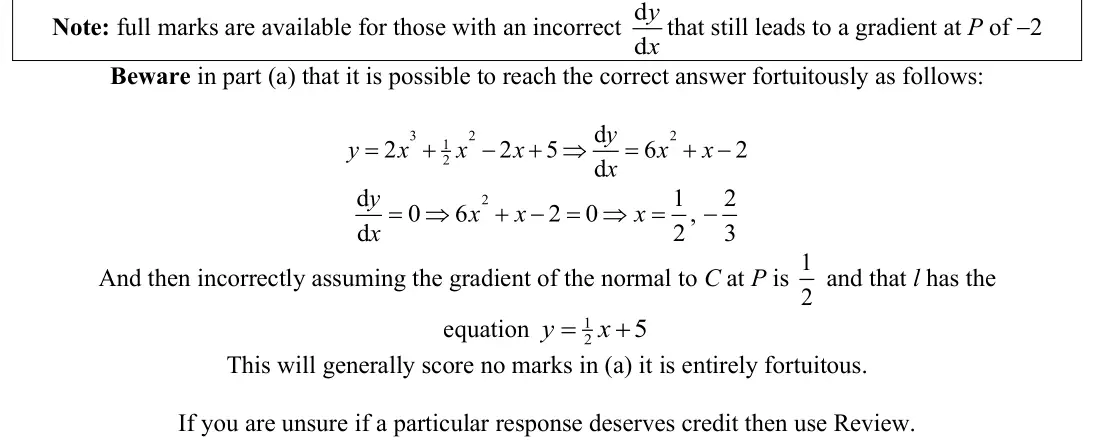 Note: full marks are available for those with an incorrect dy/dx that still leads to a gradient at P of –2
Beware in part (a) that it is possible to reach the correct answer fortuitously as follows:
y = 2x³ + ½x² − 2x + 5 ⇒ dy/dx = 6x² + x − 2
dy/dx = 0 ⇒ 6x² + x − 2 = 0 ⇒ x = 1/2, −2/3
And then incorrectly assuming the gradient of the normal to C at P is 1/2 and that l has the
equation y = ½x + 5
This will generally score no marks in (a) it is entirely fortuitous.
If you are unsure if a particular response deserves credit then use Review.